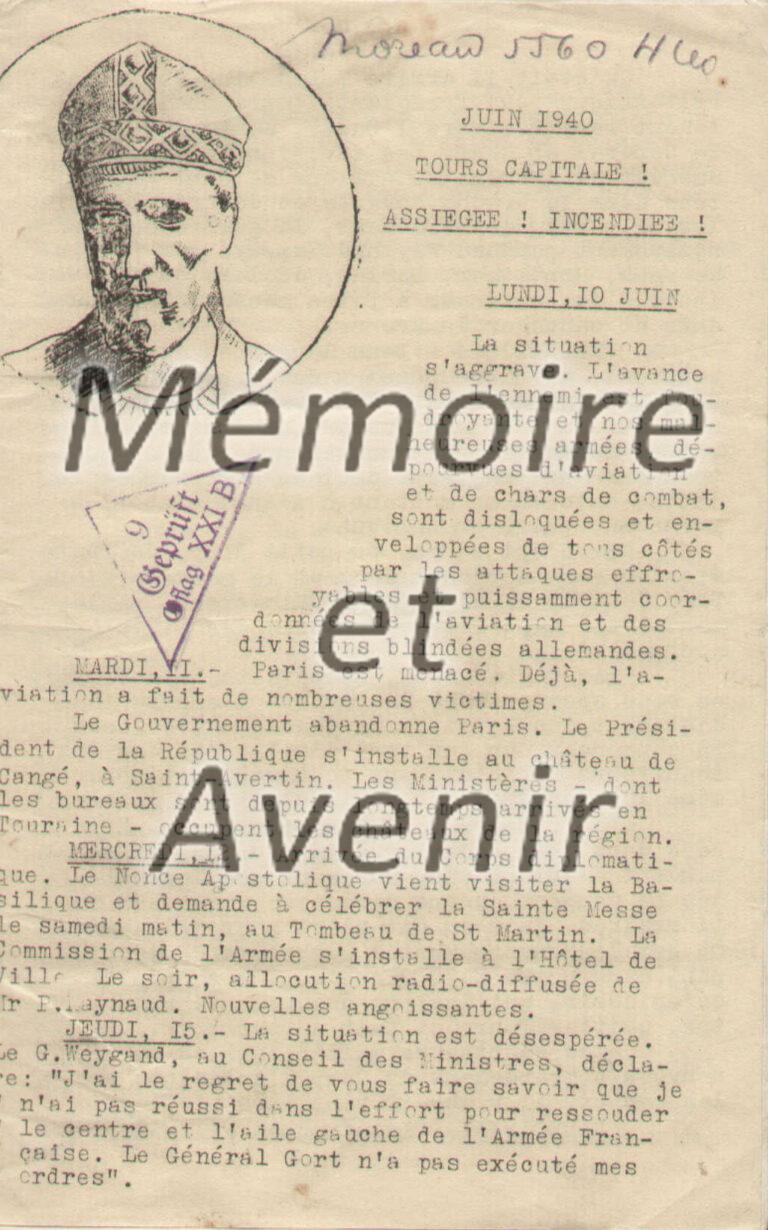 Moreau 5560 H
JUIN 1940
TOURS CAPITALE !
ASSIEGEE ! INCENDIEE !
LUNDI, IO JUIN
La situation
s'aggrave. L'avance
de l'ennemi est fou-
droyante et nos mal-
heureuses armées, dé-
pourvues d'aviation
et de chars de combat,
sont disloquées et en-
veloppées de tous côtés
par les attaques effro-
yables et puissamment coor-
données de l'aviation et des
divisions blindées allemandes.
MARDI, II.- Paris est menacé. Déjà, l'a-
viation a fait de nombreuses victimes.
Le Gouvernement abandonne Paris. Le Prési-
dent de la République s'installe au château de
Cangé, à Saint Avertin. Les Ministères - dont
les bureaux sont depuis longtemps arrivés en
Touraine - occupent les châteaux de la région.
MERCREDI, .- Arrivée du Corps diplomati-
que. Le Nonce Apostolique vient visiter la Ba-
silique et demande à célébrer la Sainte Messe
le samedi matin, au Tombeau de St Martin. La
Commission de l'Armée s'installe à l'Hôtel de
Ville Le soir, allocution radio-diffusée de
Mr P.Raynaud. Nouvelles angoissantes.
JEUDI, I5.- La situation est désespérée.
Le G.Weygand, au Conseil des Ministres, décla-
re: "J'ai le regret de vous faire savoir que je
" n'ai pas réussi dans l'effort pour ressouder
" le centre et l'aile gauche de l'Armée Fran-
çaise. Le Général Gort n'a pas exécuté mes
ordres".
9
Geprüft
Oflag XXI B
Mémoire
et
Avenir